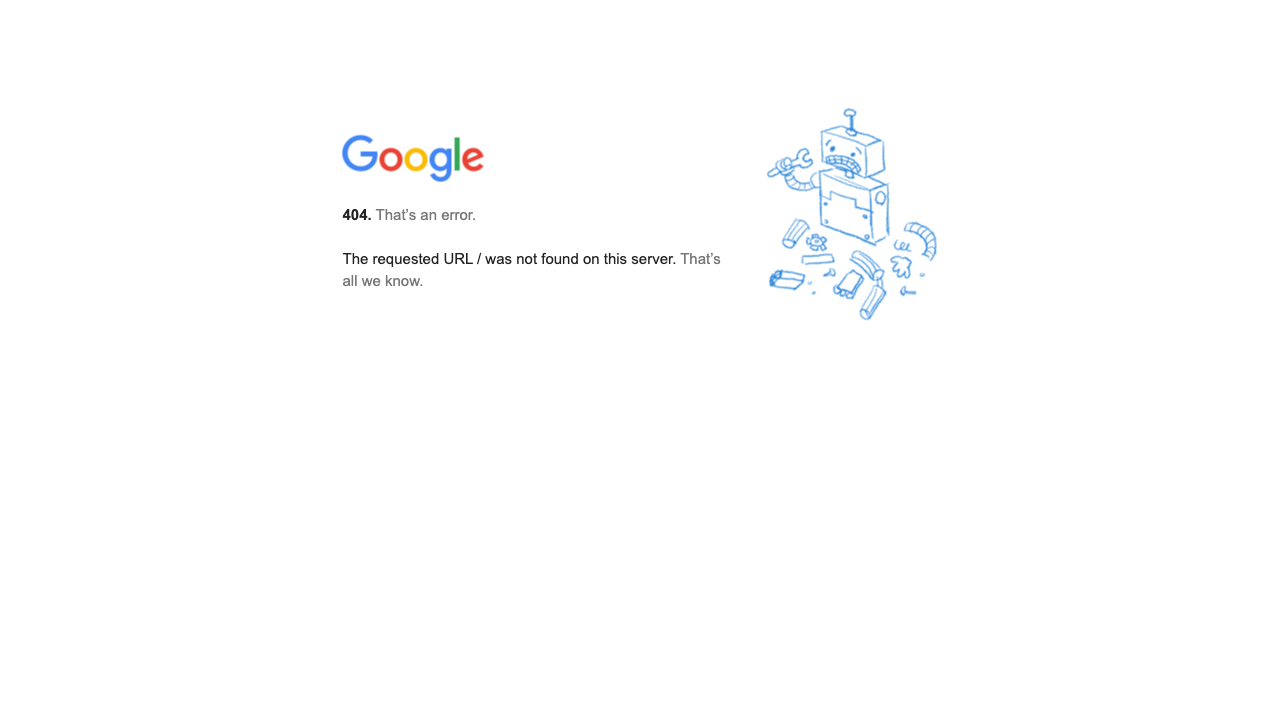 Google
404. That’s an error.
The requested URL / was not found on this server. That’s
all we know.